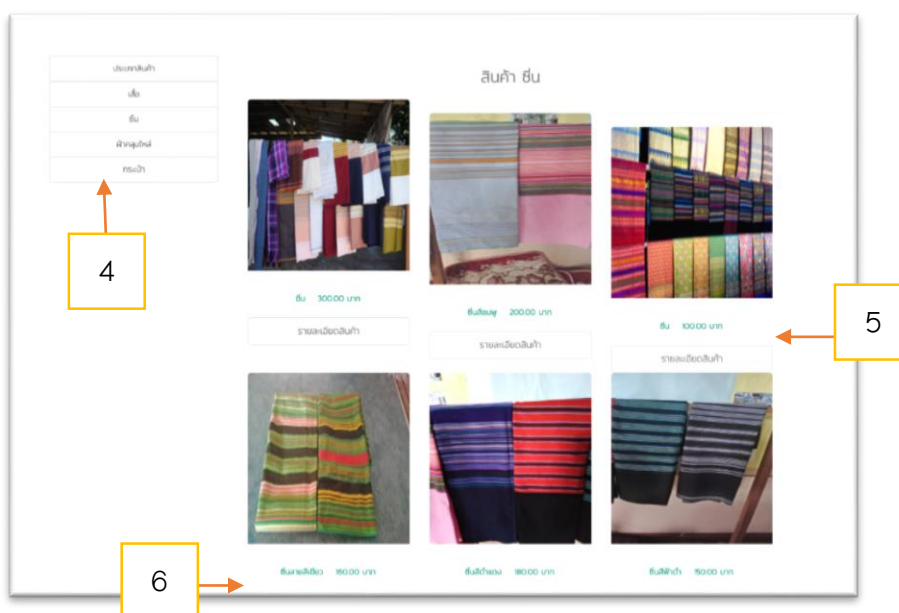 ประเภทสินค้า
เสื้อ
ซิ่น
ผ้าคลุมไหล่
กระเป๋า
4
สินค้า ซิ่น
ซิ่น 300.00 บาท
รายละเอียดสินค้า
ซิ่นสีชมพู 200.00 บาท
รายละเอียดสินค้า
ซิ่น 100.00 บาท
รายละเอียดสินค้า
5
ซิ่นลายสีเขียว 150.00 บาท
ซิ่นสีดำแดง 180.00 บาท
ซิ่นสีฟ้าดำ 150.00 บาท
6